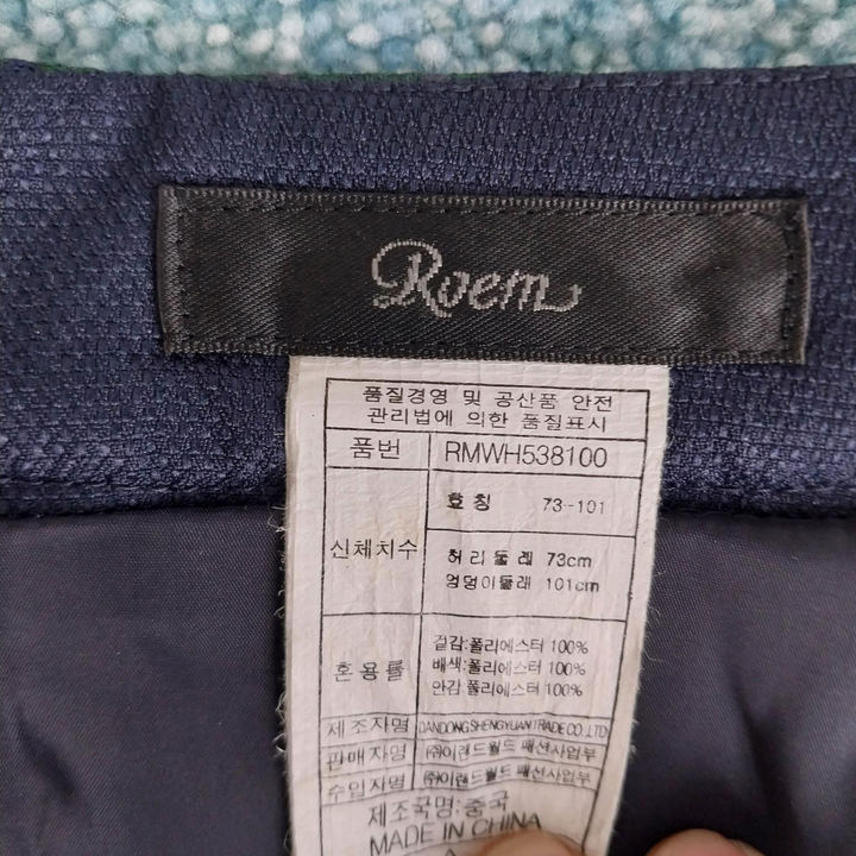 Roem
품질경영 및 공산품 안전
관리법에 의한 품질표시
품번 RMWH538100
신체치수
호칭 73-101
허리둘레 73cm
엉덩이둘레 101cm
혼용률
겉감:폴리에스터 100%
배색:폴리에스터 100%
안감:폴리에스터 100%
제조자명 DANDONG SHENGYUAN TRADE CO.,LTD
판매자명 ㈜이랜드월드 패션사업부
수입자명 ㈜이랜드월드 패션사업부
제조국명:중국
MADE IN CHINA